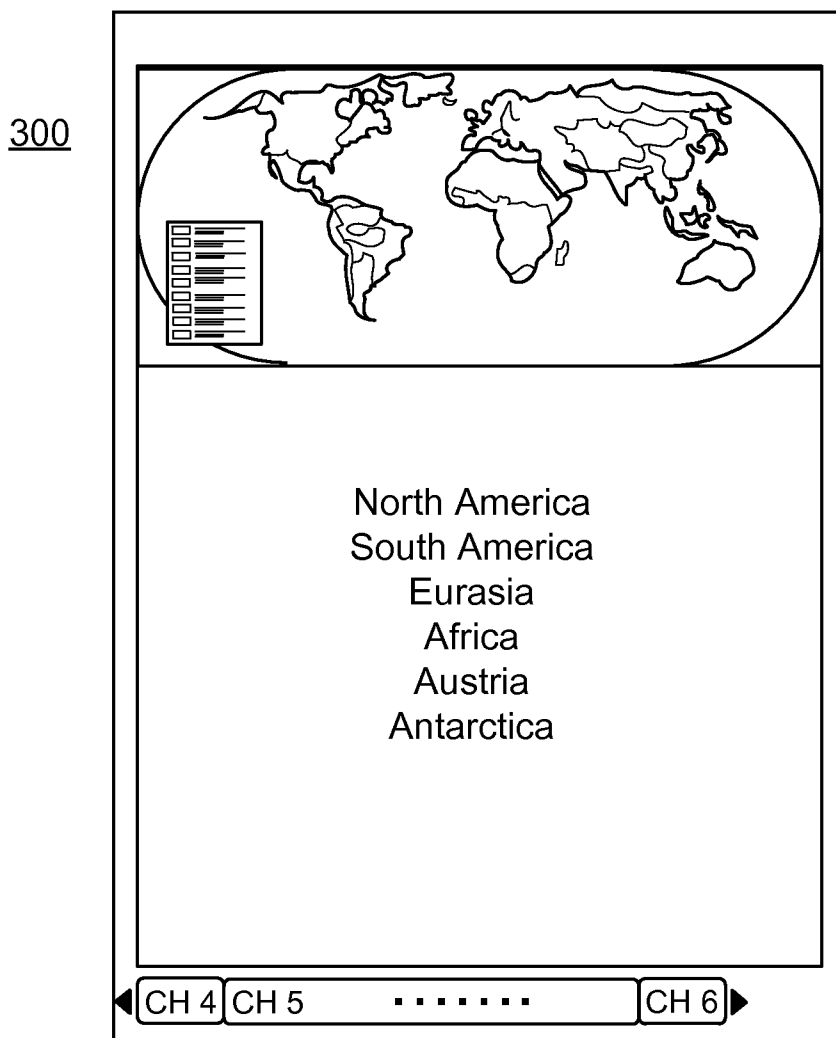 300
North America
South America
Eurasia
Africa
Austria
Antarctica
CH 4 CH 5 ....... CH 6